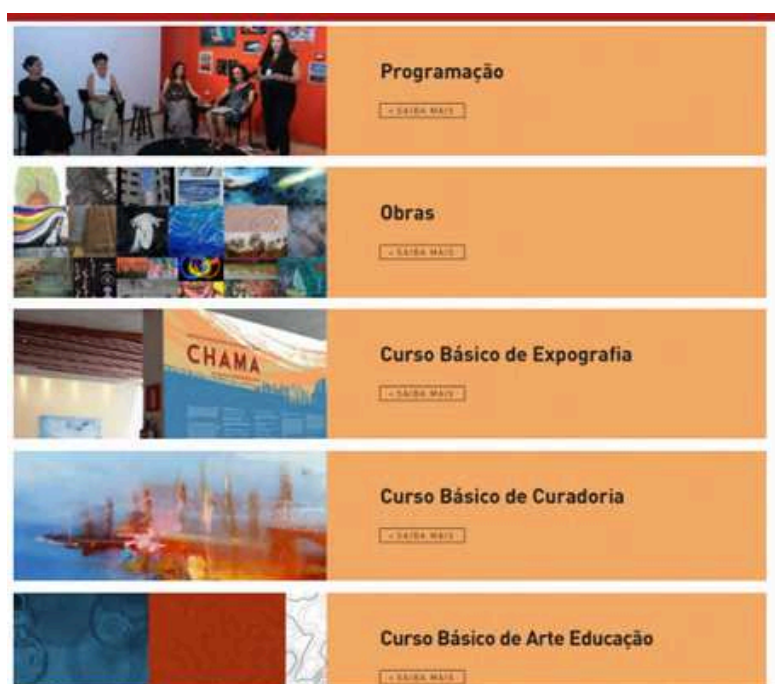 Programação
+ SAIBA MAIS
Obras
+ SAIBA MAIS
CHAMA
Curso Básico de Expografia
+ SAIBA MAIS
Curso Básico de Curadoria
+ SAIBA MAIS
Curso Básico de Arte Educação
+ SAIBA MAIS